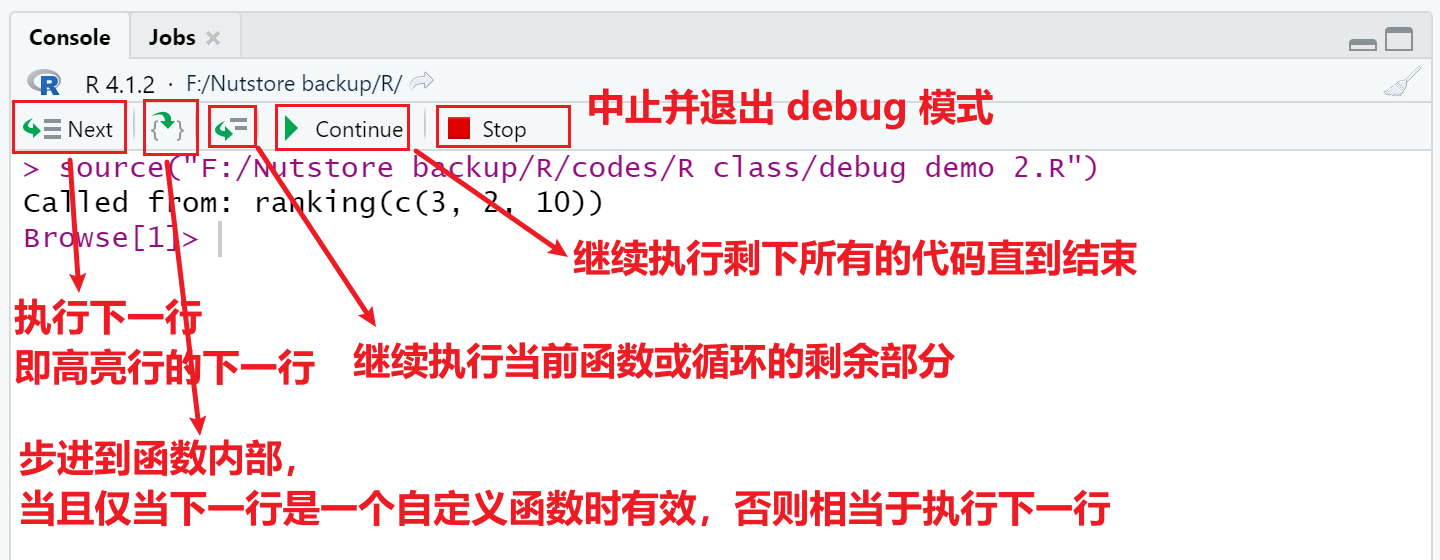 Console
Jobs
R 4.1.2 · F:/Nutstore backup/R/
Next
Continue
Stop
中止并退出 debug 模式
> source("F:/Nutstore backup/R/codes/R class/debug demo 2.R")
Called from: ranking(c(3, 2, 10))
Browse[1]>
继续执行剩下所有的代码直到结束
执行下一行
即高亮行的下一行
继续执行当前函数或循环的剩余部分
步进到函数内部，
当且仅当下一行是一个自定义函数时有效，否则相当于执行下一行